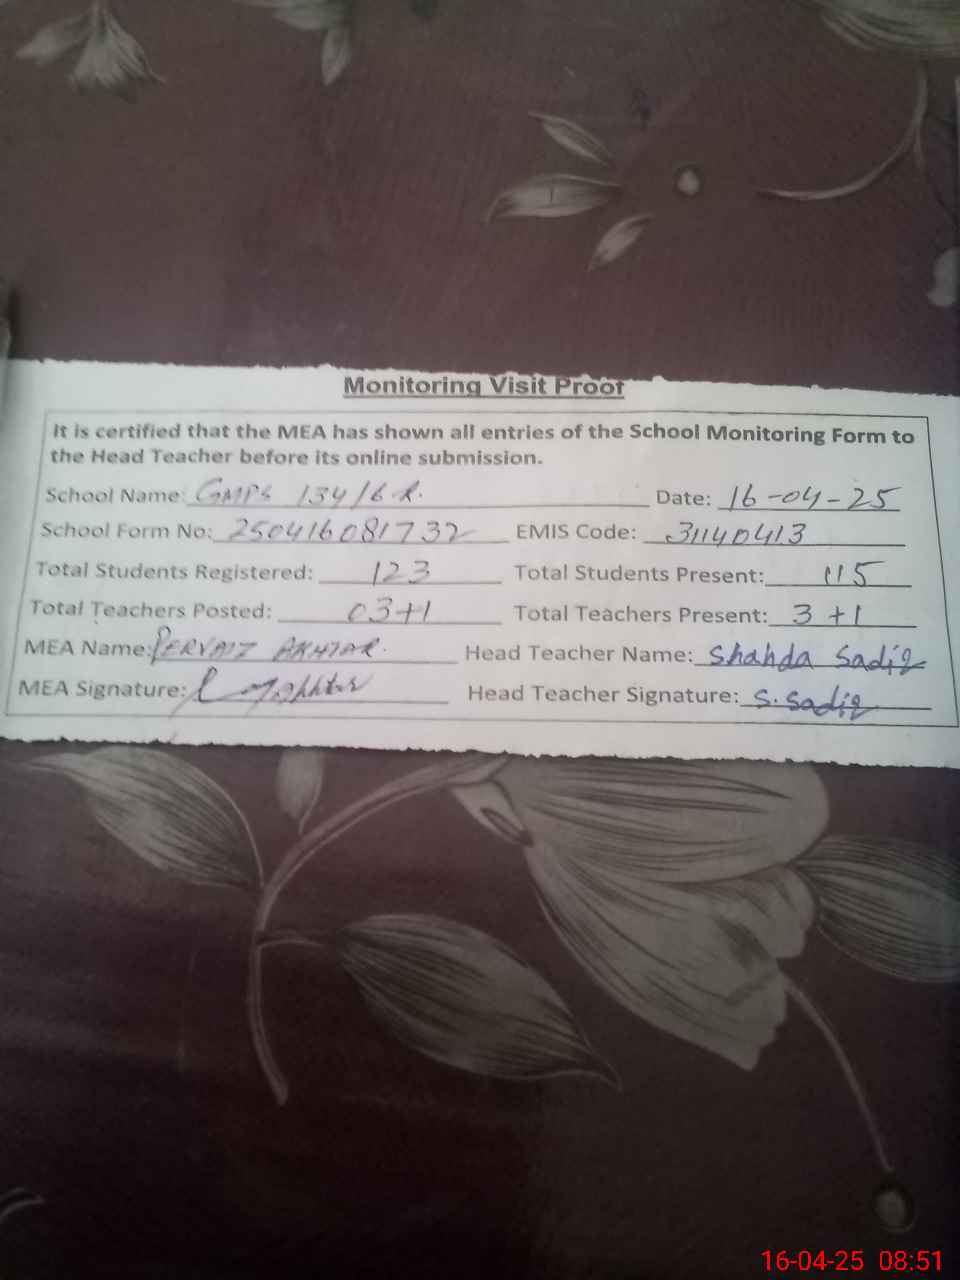 Monitoring Visit Proof
It is certified that the MEA has shown all entries of the School Monitoring Form to
the Head Teacher before its online submission.
School Name: GMPS 134/6.R. Date: 16-04-25
School Form No: 250416081732 EMIS Code: 31140413
Total Students Registered: 123 Total Students Present: 115
Total Teachers Posted: 03+1 Total Teachers Present: 3+1
MEA Name: PERVAIZ AKHTAR. Head Teacher Name: Shahda Sadiq
MEA Signature: Head Teacher Signature: S.Sadiq
16-04-25 08:51